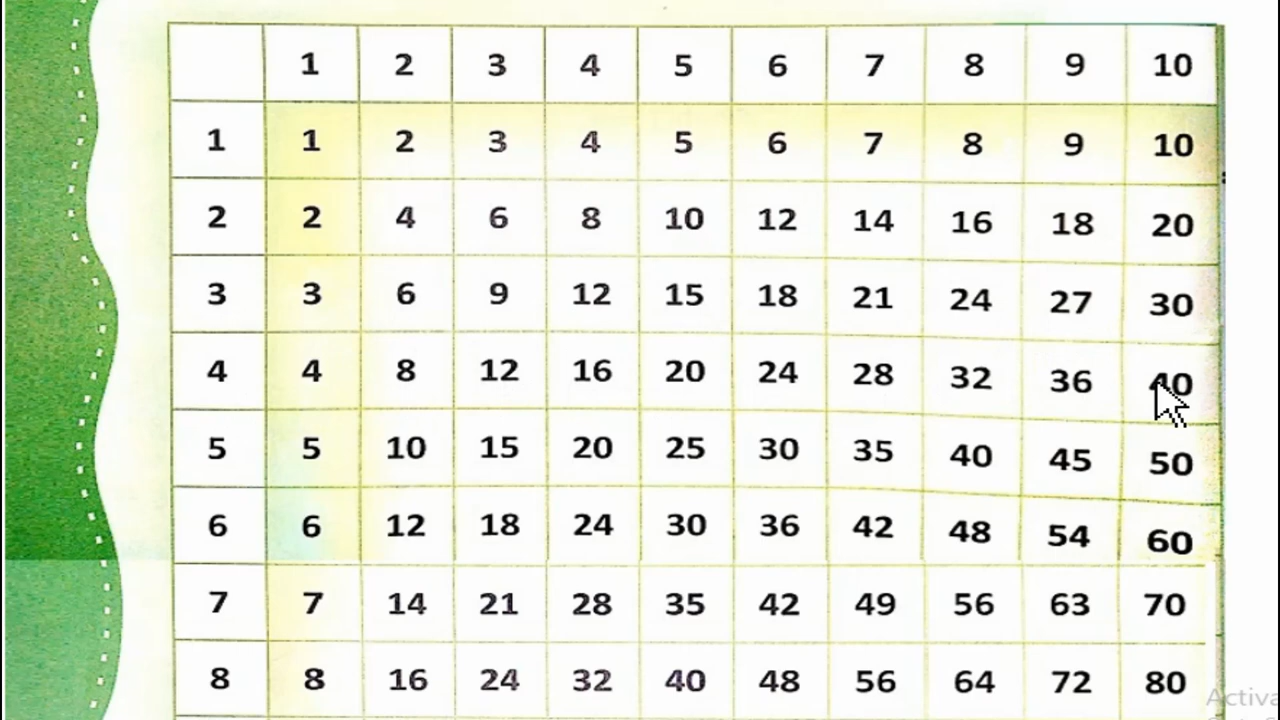 1 2 3 4 5 6 7 8 9 10
1 1 2 3 4 5 6 7 8 9 10
2 2 4 6 8 10 12 14 16 18 20
3 3 6 9 12 15 18 21 24 27 30
4 4 8 12 16 20 24 28 32 36 40
5 5 10 15 20 25 30 35 40 45 50
6 6 12 18 24 30 36 42 48 54 60
7 7 14 21 28 35 42 49 56 63 70
8 8 16 24 32 40 48 56 64 72 80
Activa